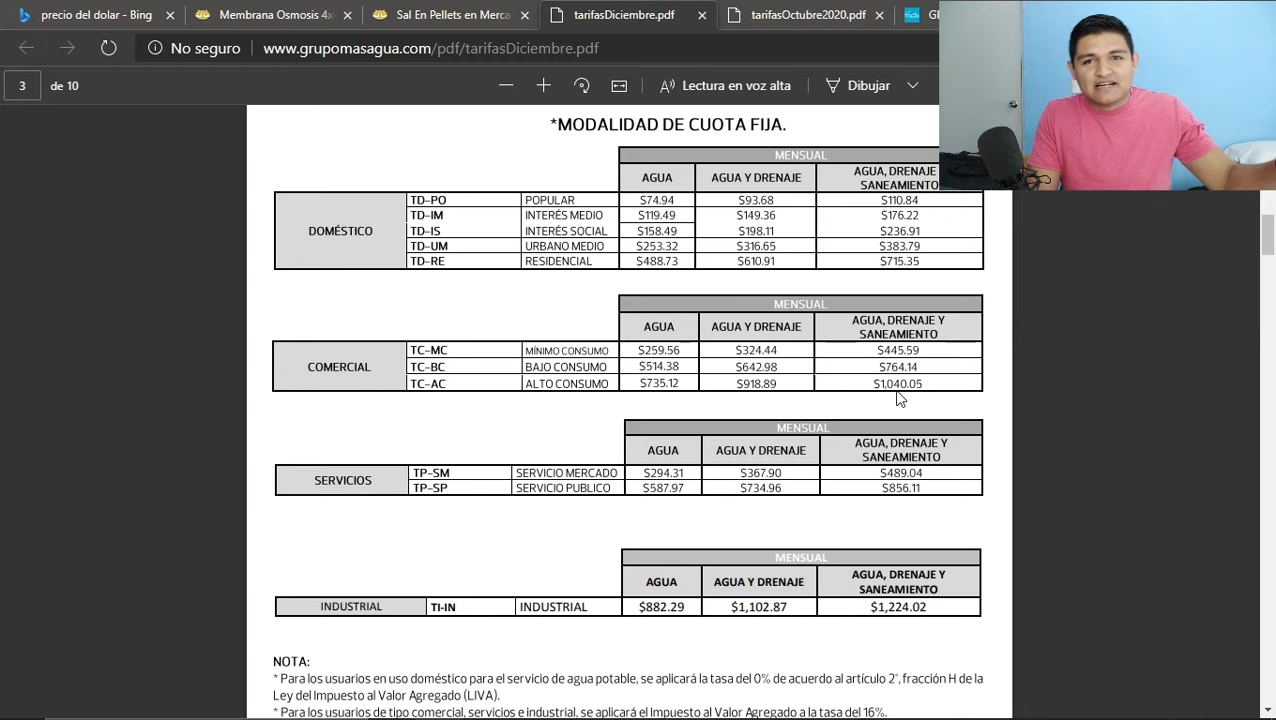 precio del dolar - Bing
Membrana Osmosis 4x
Sal En Pellets en Merca
tarifasDiciembre.pdf
tarifasOctubre2020.pdf
No seguro
www.grupomasagua.com/pdf/tarifasDiciembre.pdf
3 de 10
Lectura en voz alta
Dibujar
*MODALIDAD DE CUOTA FIJA.
MENSUAL
AGUA AGUA Y DRENAJE AGUA, DRENAJE
SANEAMIENTO
DOMÉSTICO
TD-PO POPULAR $74.94 $93.68 $110.84
TD-IM INTERÉS MEDIO $119.49 $149.36 $176.22
TD-IS INTERÉS SOCIAL $158.49 $198.11 $236.91
TD-UM URBANO MEDIO $253.32 $316.65 $383.79
TD-RE RESIDENCIAL $488.73 $610.91 $715.35
MENSUAL
AGUA AGUA Y DRENAJE AGUA, DRENAJE Y
SANEAMIENTO
COMERCIAL
TC-MC MÍNIMO CONSUMO $259.56 $324.44 $445.59
TC-BC BAJO CONSUMO $514.38 $642.98 $764.14
TC-AC ALTO CONSUMO $735.12 $918.89 $1,040.05
MENSUAL
AGUA AGUA Y DRENAJE AGUA, DRENAJE Y
SANEAMIENTO
SERVICIOS
TP-SM SERVICIO MERCADO $294.31 $367.90 $489.04
TP-SP SERVICIO PUBLICO $587.97 $734.96 $856.11
MENSUAL
AGUA AGUA Y DRENAJE AGUA, DRENAJE Y
SANEAMIENTO
INDUSTRIAL TI-IN INDUSTRIAL $882.29 $1,102.87 $1,224.02
NOTA:
* Para los usuarios en uso doméstico para el servicio de agua potable, se aplicará la tasa del 0% de acuerdo al artículo 2°, fracción H de la
Ley del Impuesto al Valor Agregado (LIVA).
* Para los usuarios de tipo comercial, servicios e industrial, se aplicará el Impuesto al Valor Agregado a la tasa del 16%.